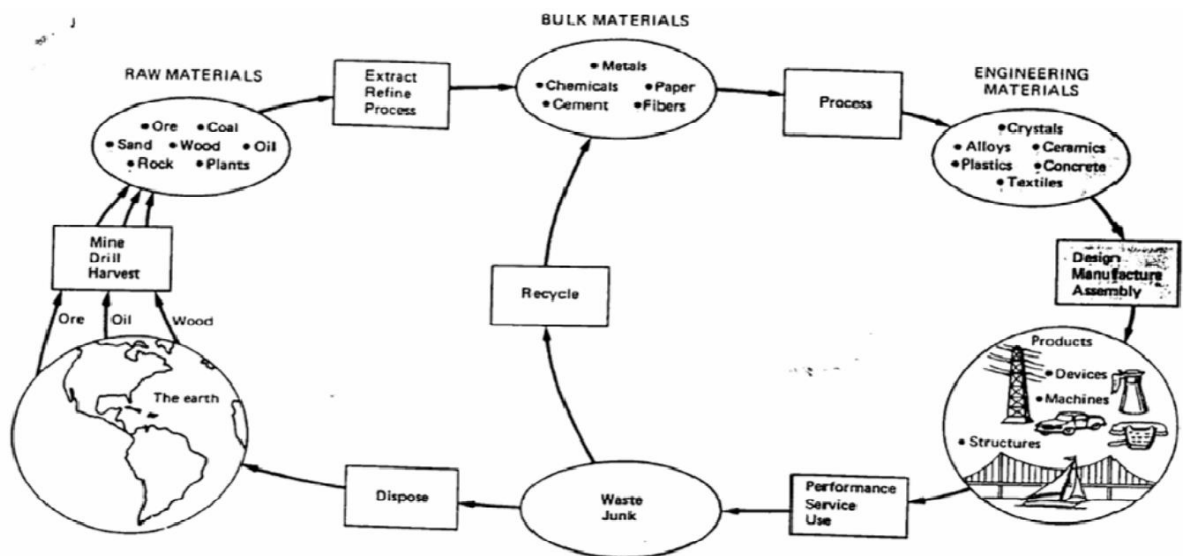 BULK MATERIALS
RAW MATERIALS
ENGINEERING
MATERIALS
Extract
Refine
Process
• Metals
• Chemicals • Paper
• Cement • Fibers
Process
• Ore • Coal
• Sand • Wood • Oil
• Rock • Plants
• Crystals
• Alloys • Ceramics
• Plastics • Concrete
• Textiles
Mine
Drill
Harvest
Design
Manufacture
Assembly
Recycle
Ore Oil Wood
The earth
Products
• Devices
• Machines
• Structures
Dispose
Waste
Junk
Performance
Service
Use